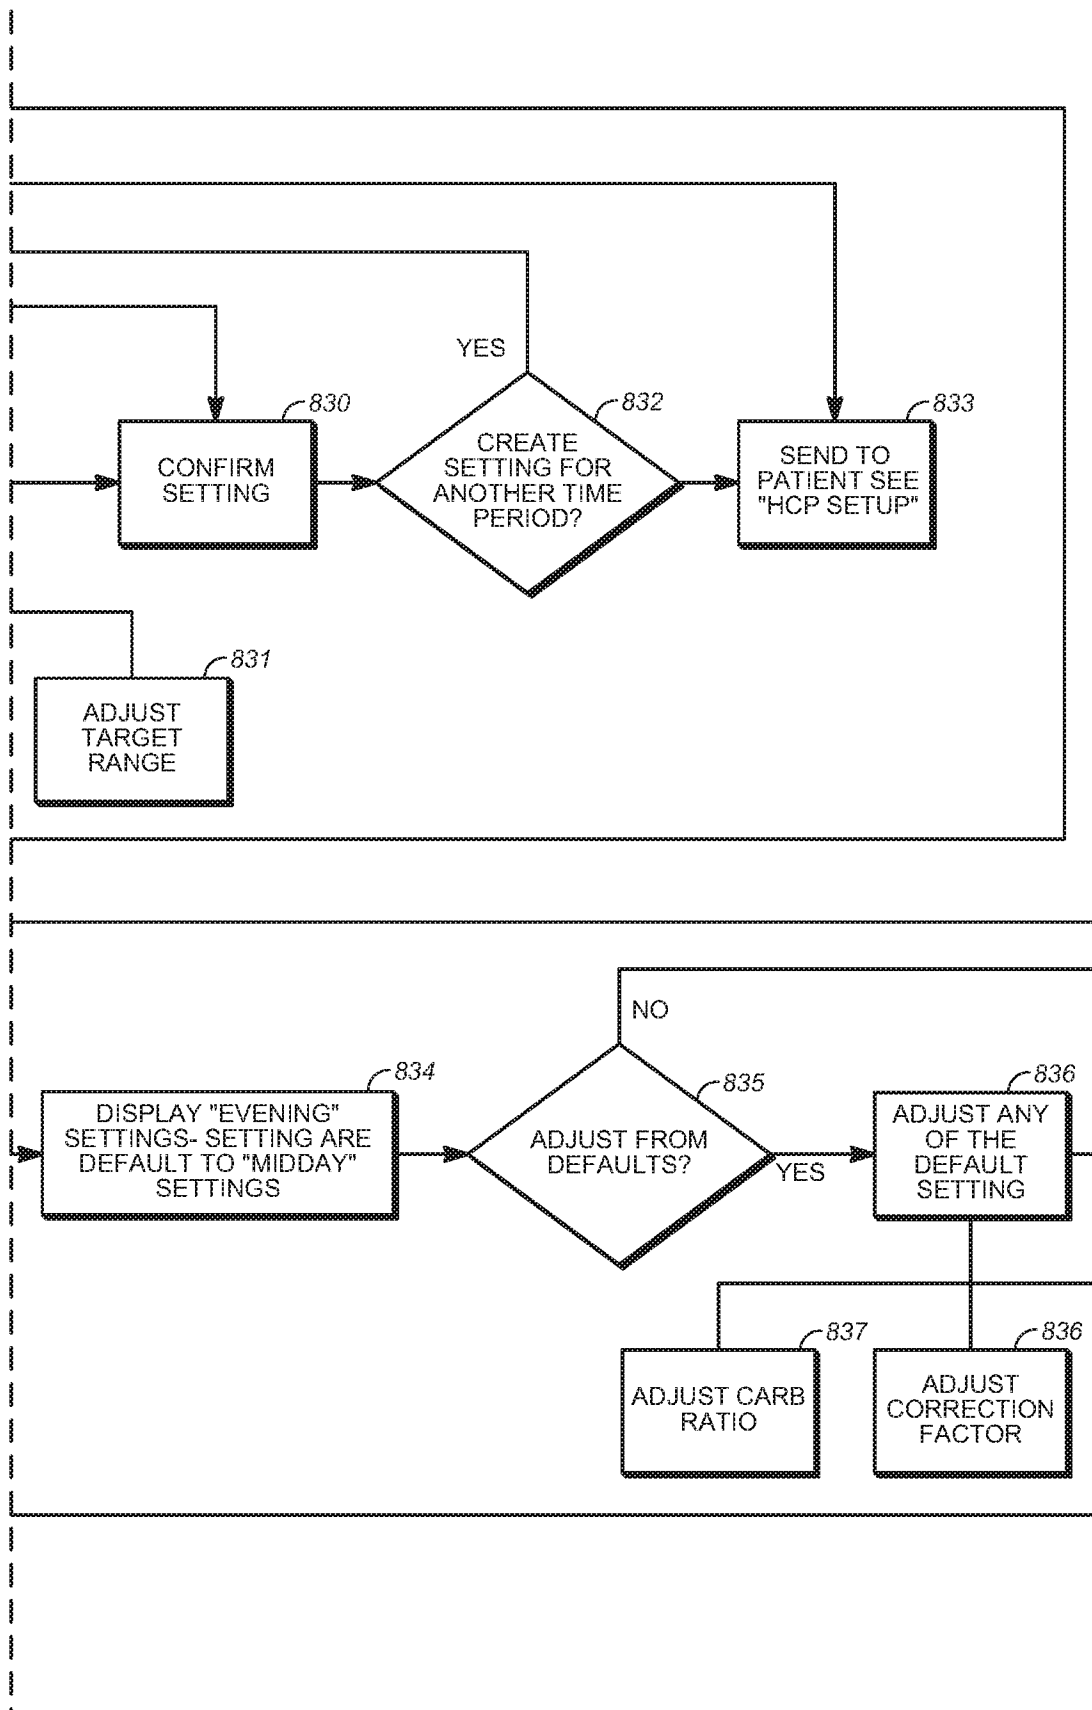 YES
830
CONFIRM
SETTING
832
CREATE
SETTING FOR
ANOTHER TIME
PERIOD?
833
SEND TO
PATIENT SEE
"HCP SETUP"
831
ADJUST
TARGET
RANGE
NO
834
DISPLAY "EVENING"
SETTINGS- SETTING ARE
DEFAULT TO "MIDDAY"
SETTINGS
835
ADJUST FROM
DEFAULTS?
YES
836
ADJUST ANY
OF THE
DEFAULT
SETTING
837
ADJUST CARB
RATIO
836
ADJUST
CORRECTION
FACTOR